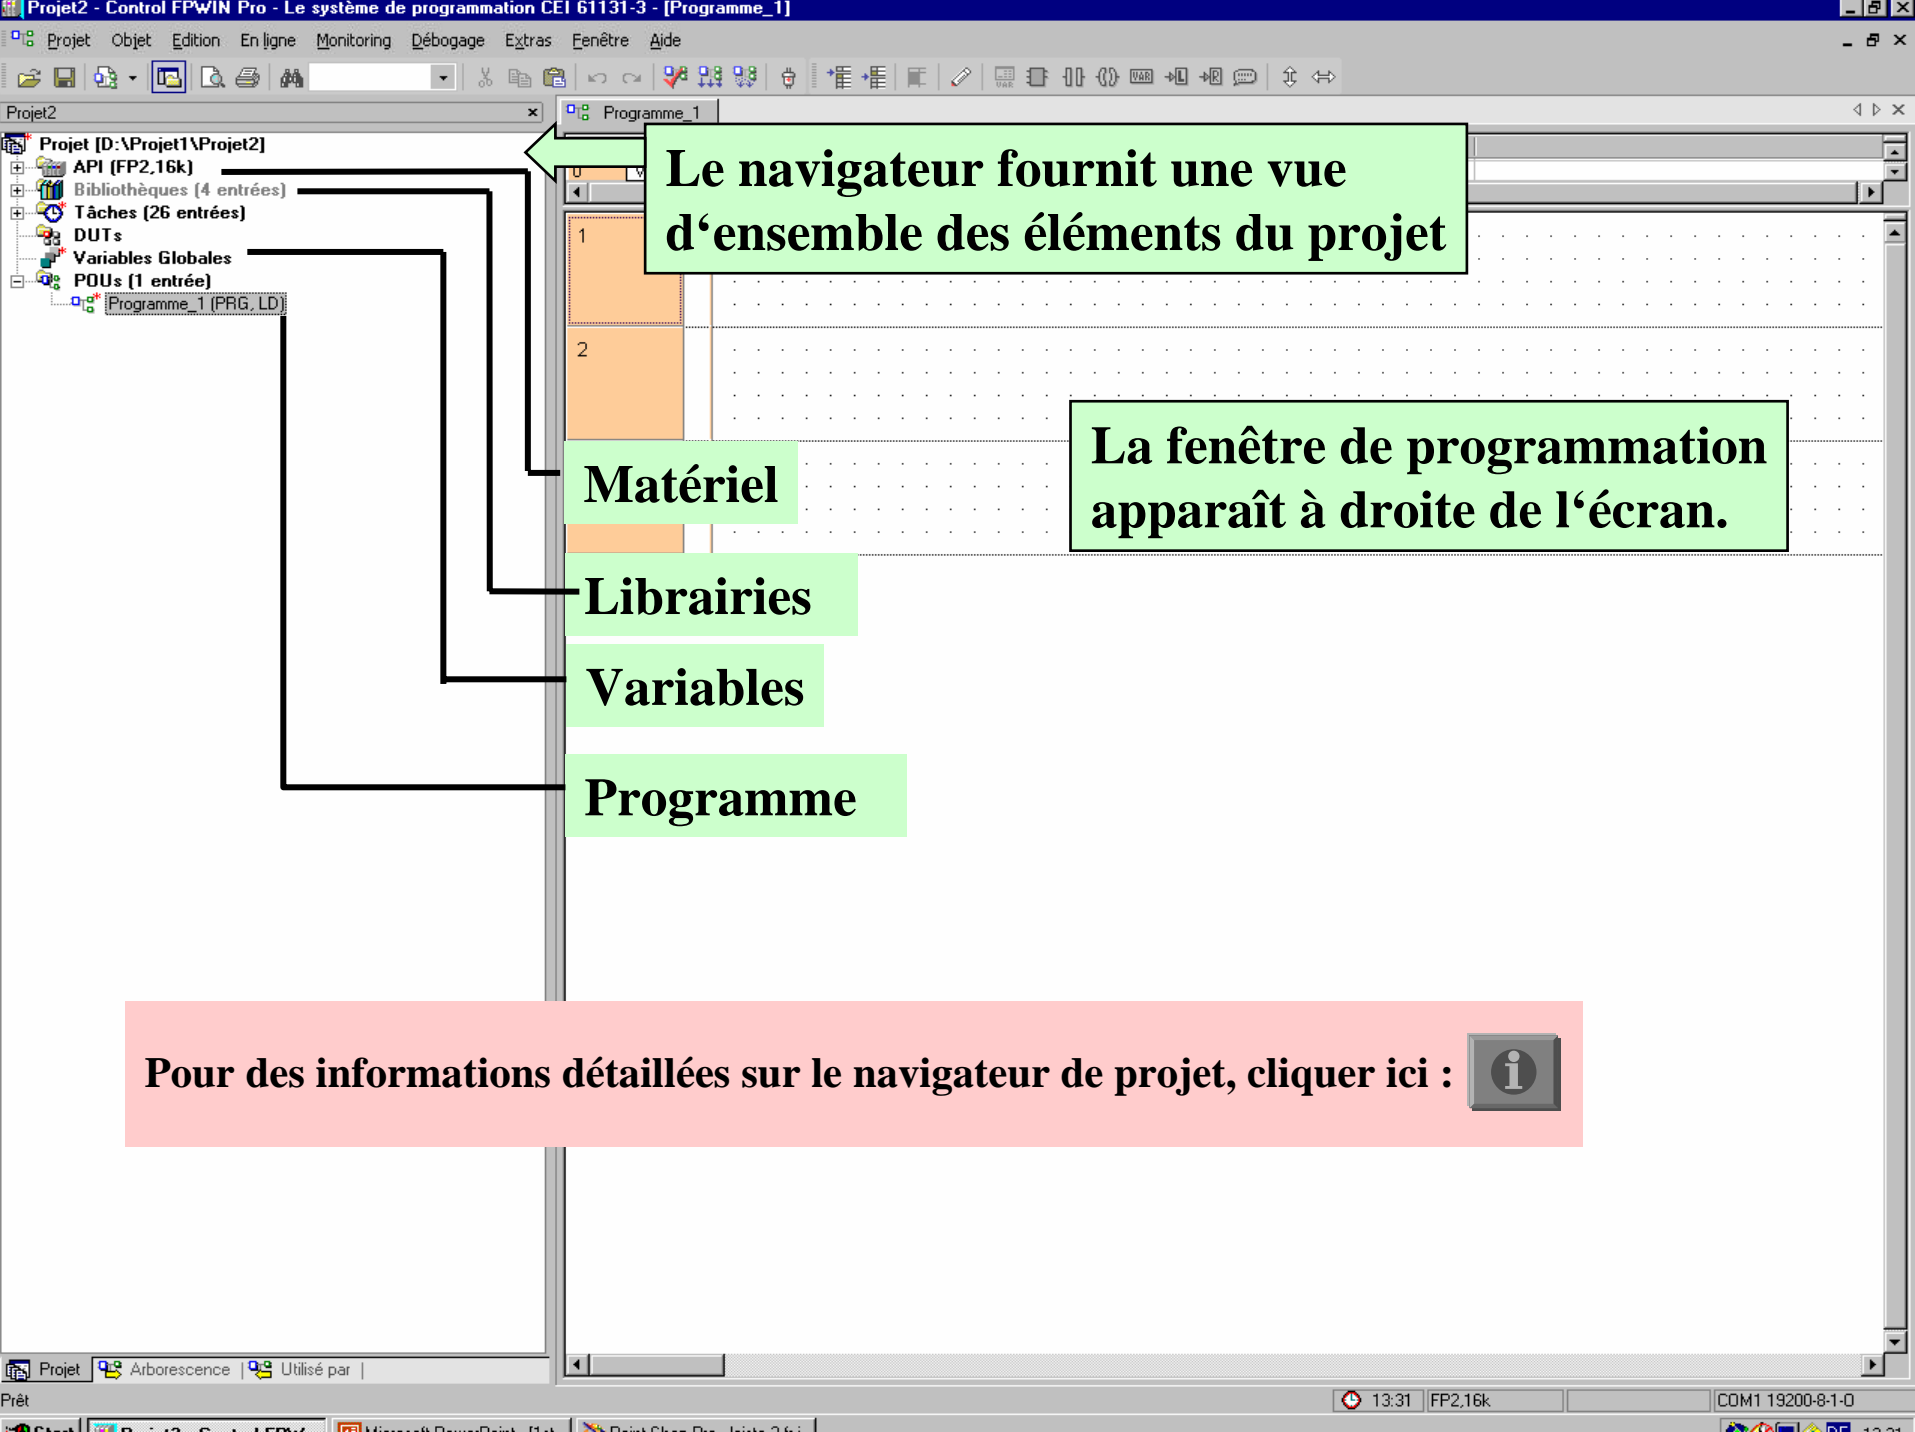 Projet2 - Control FPWIN Pro - Le système de programmation CEI 61131-3 - [Programme_1]
Projet Objet Edition En ligne Monitoring Débogage Extras Fenêtre Aide
Projet2
Programme_1
Projet [D:\Projet1\Projet2]
API (FP2,16k)
Bibliothèques (4 entrées)
Tâches (26 entrées)
DUTs
Variables Globales
POUs (1 entrée)
Programme_1 (PRG, LD)
Le navigateur fournit une vue
d‘ensemble des éléments du projet
1
2
La fenêtre de programmation
apparaît à droite de l‘écran.
Matériel
Librairies
Variables
Programme
Pour des informations détaillées sur le navigateur de projet, cliquer ici :
Projet Arborescence Utilisé par
Prêt
13:31 FP2,16k COM1 19200-8-1-O